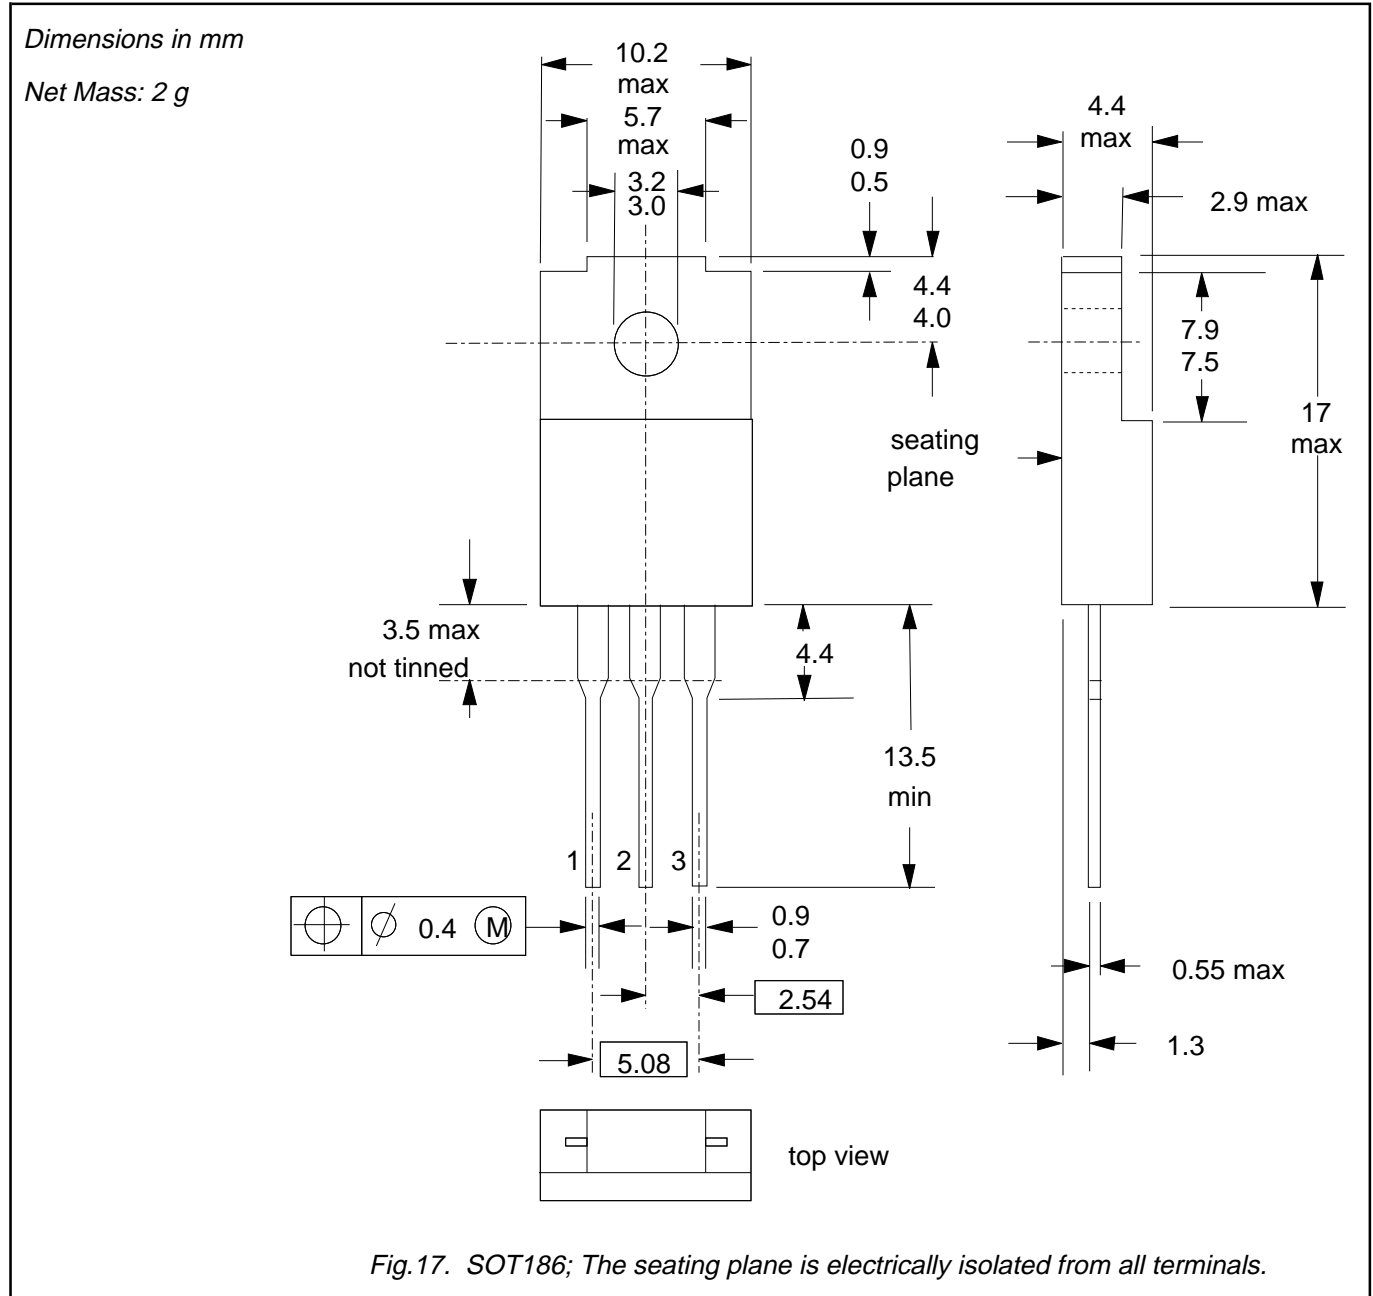 Dimensions in mm
Net Mass: 2 g
10.2
max
5.7
max
3.2
3.0
0.9
0.5
4.4
4.0
4.4
max
2.9 max
7.9
7.5
17
max
seating
plane
3.5 max
not tinned
4.4
13.5
min
1 2 3
0.4 M
0.9
0.7
2.54
5.08
0.55 max
1.3
top view
Fig.17. SOT186; The seating plane is electrically isolated from all terminals.